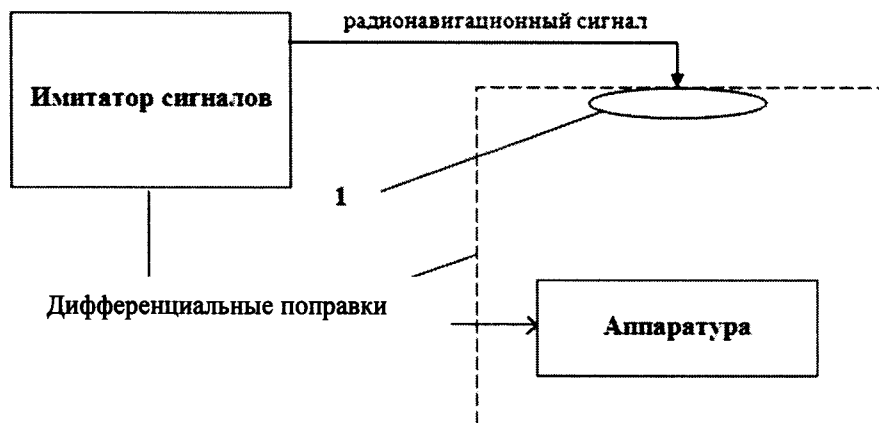 радионавигационный сигнал
Имитатор сигналов
1
Дифференциальные поправки
Аппаратура